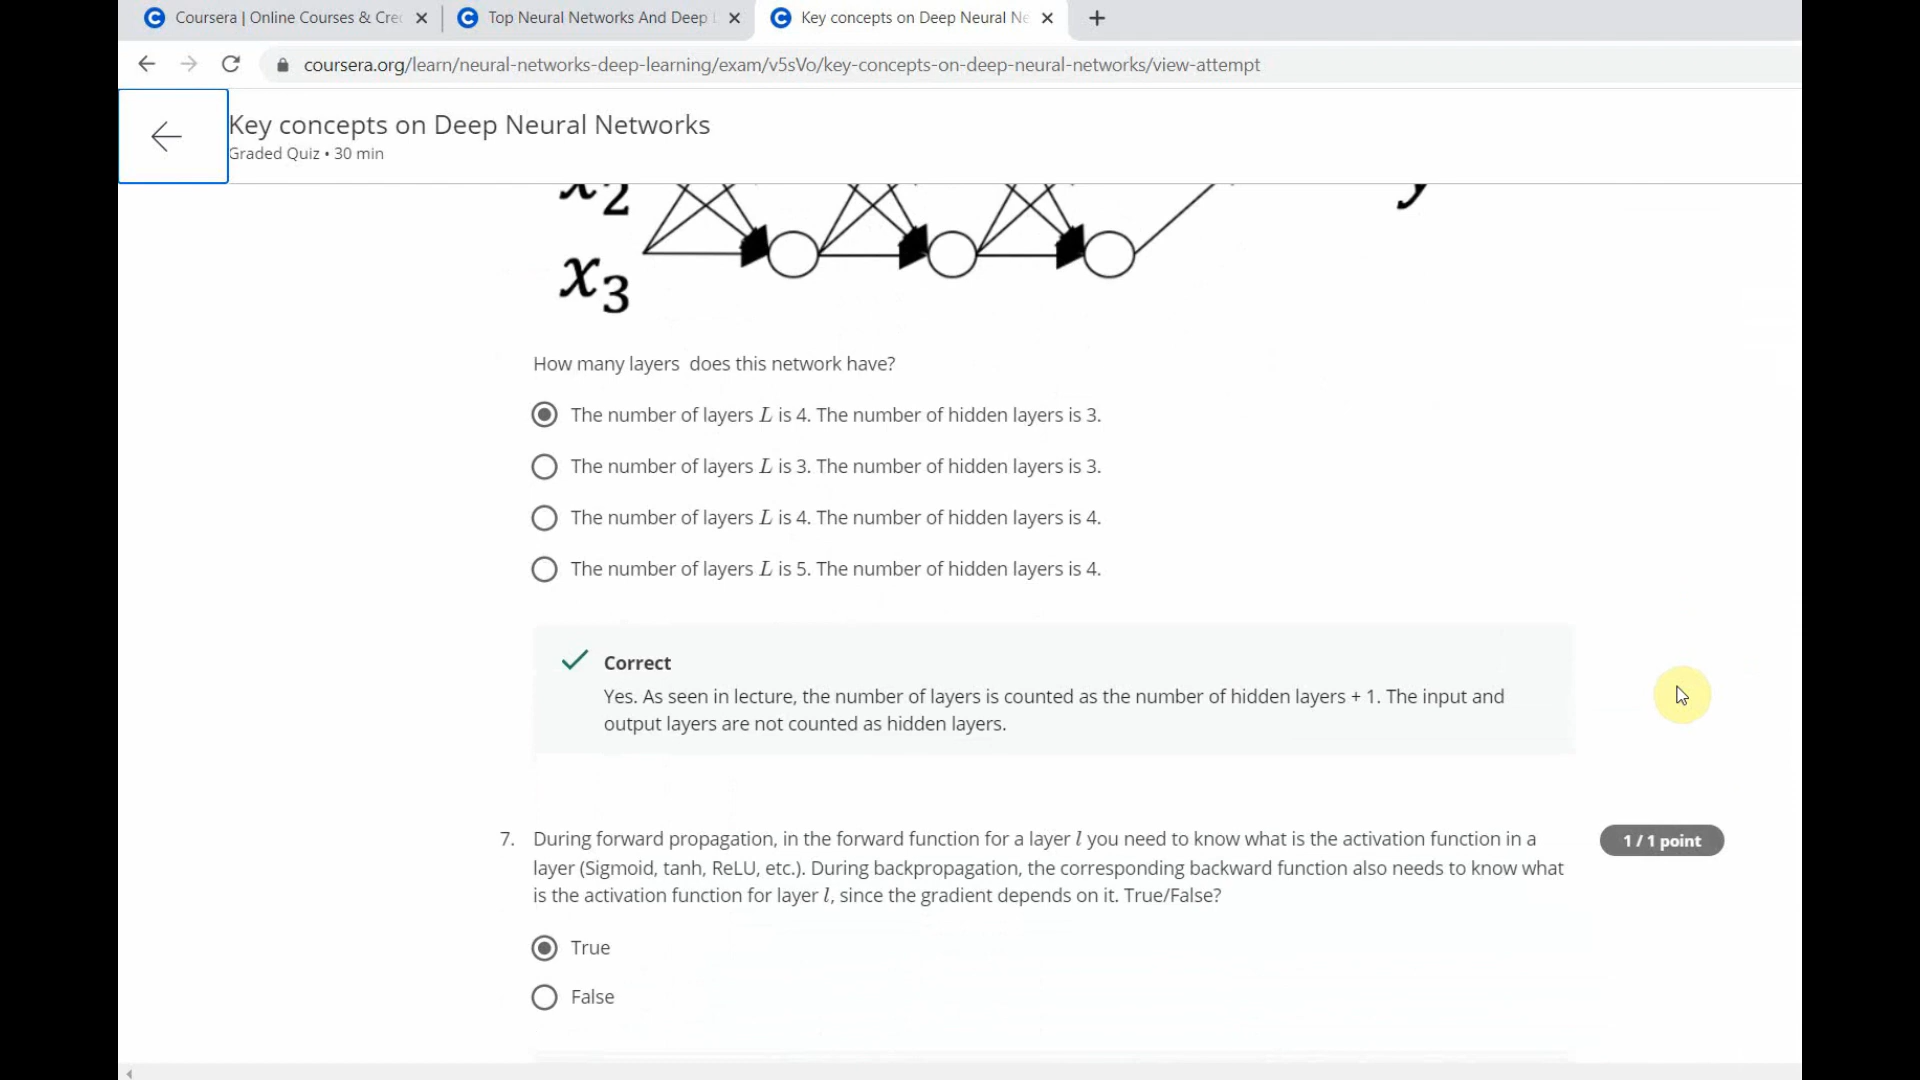 Coursera | Online Courses & Cre
Top Neural Networks And Deep
Key concepts on Deep Neural Ne
coursera.org/learn/neural-networks-deep-learning/exam/v5sVo/key-concepts-on-deep-neural-networks/view-attempt
Key concepts on Deep Neural Networks
Graded Quiz • 30 min
x2
y
x3
How many layers does this network have?
The number of layers L is 4. The number of hidden layers is 3.
The number of layers L is 3. The number of hidden layers is 3.
The number of layers L is 4. The number of hidden layers is 4.
The number of layers L is 5. The number of hidden layers is 4.
Correct
Yes. As seen in lecture, the number of layers is counted as the number of hidden layers + 1. The input and
output layers are not counted as hidden layers.
7. During forward propagation, in the forward function for a layer l you need to know what is the activation function in a
1 / 1 point
layer (Sigmoid, tanh, ReLU, etc.). During backpropagation, the corresponding backward function also needs to know what
is the activation function for layer l, since the gradient depends on it. True/False?
True
False